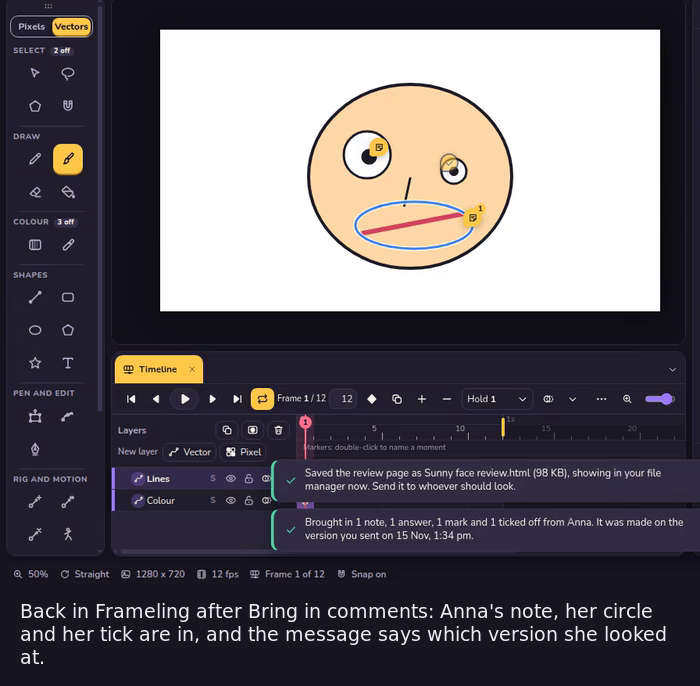 Pixels Vectors
SELECT 2 off
DRAW
COLOUR 3 off
SHAPES
T
PEN AND EDIT
RIG AND MOTION
1
Timeline
Frame 1 / 12 12 Hold 1
Layers
1 5 10 1s 15 20
Markers: double-click to name a moment
New layer Vector Pixel
Lines S
Colour S
Saved the review page as Sunny face review.html (98 KB), showing in your file
manager now. Send it to whoever should look.
Brought in 1 note, 1 answer, 1 mark and 1 ticked off from Anna. It was made on the
version you sent on 15 Nov, 1:34 pm.
50% Straight 1280 x 720 12 fps Frame 1 of 12 Snap on
Back in Frameling after Bring in comments: Anna's note, her circle
and her tick are in, and the message says which version she looked
at.